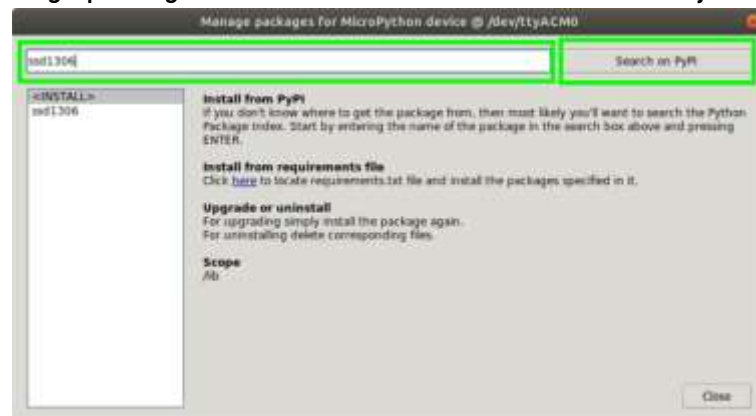 Manage packages for MicroPython device @ /dev/ttyACM0
ssd1306
Search on PyPI
<INSTALL>
ssd1306
Install from PyPI
If you don't know where to get the package from, then most likely you'll want to search the Python
Package Index. Start by entering the name of the package in the search box above and pressing
ENTER.
Install from requirements file
Click here to locate requirements.txt file and install the packages specified in it.
Upgrade or uninstall
For upgrading simply install the package again.
For uninstalling delete corresponding files.
Scope
/lib
Close